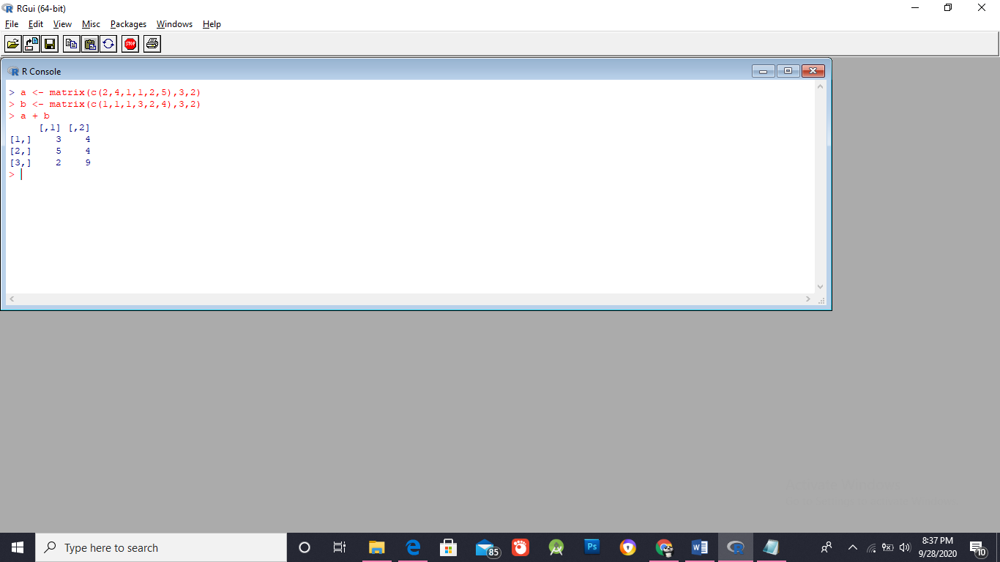 RGui (64-bit)
File Edit View Misc Packages Windows Help
STOP
R Console
> a <- matrix(c(2,4,1,1,2,5),3,2)
> b <- matrix(c(1,1,1,3,2,4),3,2)
> a + b
     [,1] [,2]
[1,]    3    4
[2,]    5    4
[3,]    2    9
>
Type here to search
85
Ps
8:37 PM
9/28/2020
10